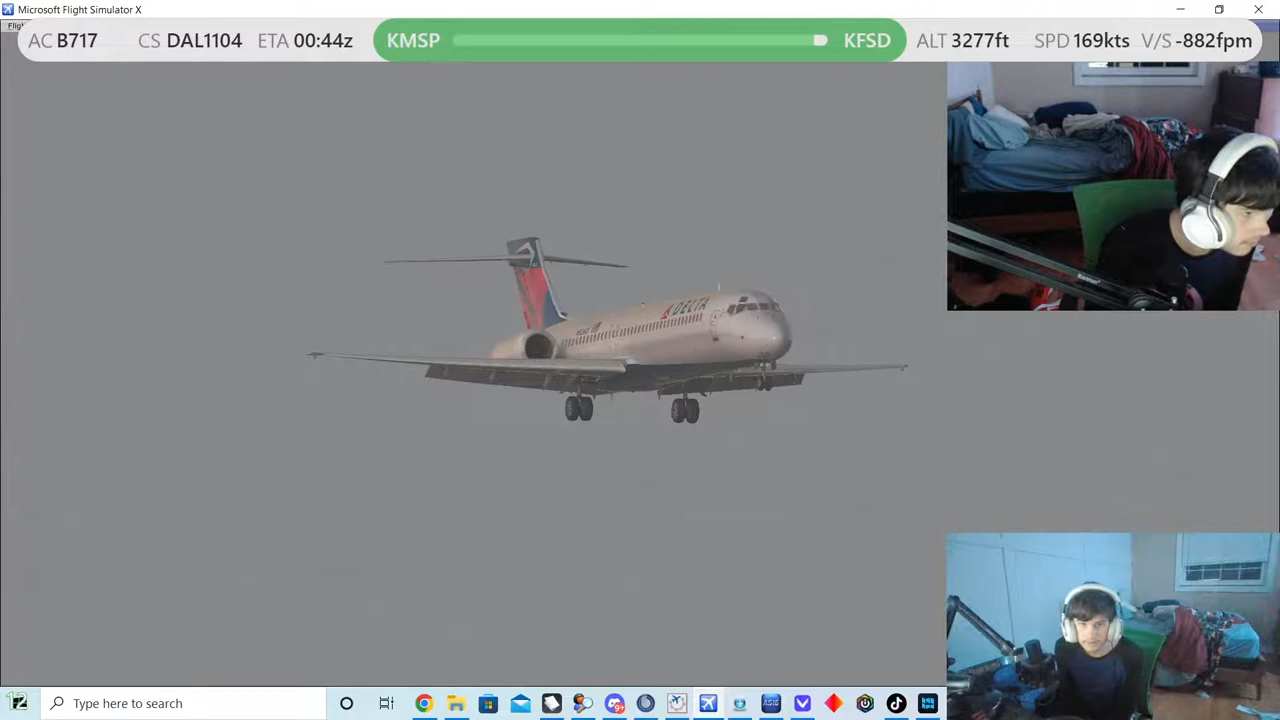 Microsoft Flight Simulator X
AC B717 CS DAL1104 ETA 00:44z KMSP KFSD ALT 3277ft SPD 169kts V/S -882fpm
DELTA
Type here to search